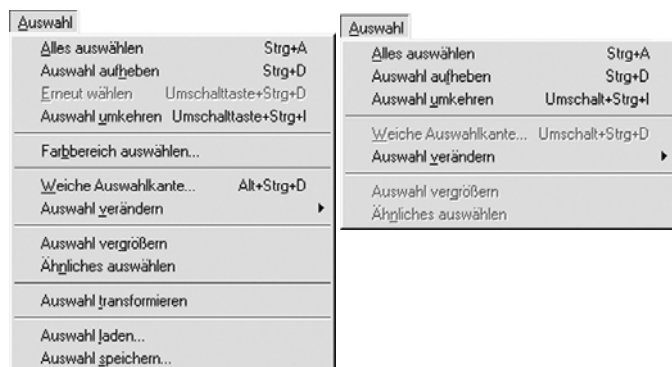 Auswahl
Alles auswählen Strg+A
Auswahl aufheben Strg+D
Erneut wählen Umschalttaste+Strg+D
Auswahl umkehren Umschalttaste+Strg+I
Farbbereich auswählen...
Weiche Auswahlkante... Alt+Strg+D
Auswahl verändern
Auswahl vergrößern
Ähnliches auswählen
Auswahl transformieren
Auswahl laden...
Auswahl speichern...
Auswahl
Alles auswählen Strg+A
Auswahl aufheben Strg+D
Auswahl umkehren Umschalt+Strg+I
Weiche Auswahlkante... Umschalt+Strg+D
Auswahl verändern
Auswahl vergrößern
Ähnliches auswählen